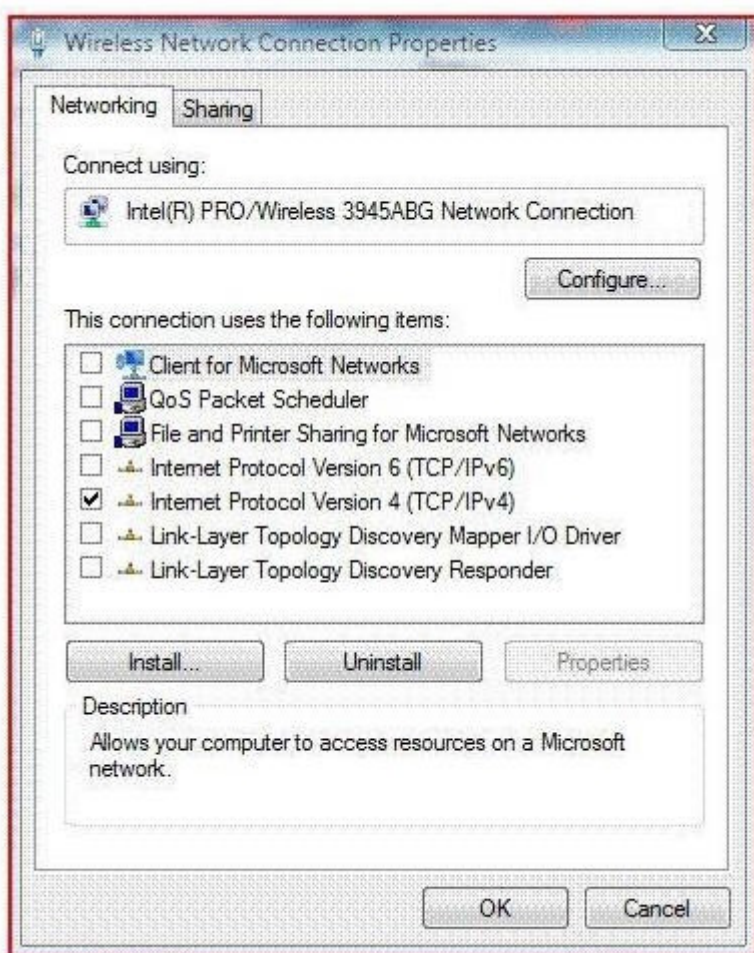 Wireless Network Connection Properties
Networking
Sharing
Connect using:
Intel(R) PRO/Wireless 3945ABG Network Connection
Configure...
This connection uses the following items:
Client for Microsoft Networks
QoS Packet Scheduler
File and Printer Sharing for Microsoft Networks
Internet Protocol Version 6 (TCP/IPv6)
Internet Protocol Version 4 (TCP/IPv4)
Link-Layer Topology Discovery Mapper I/O Driver
Link-Layer Topology Discovery Responder
Install...
Uninstall
Properties
Description
Allows your computer to access resources on a Microsoft
network.
OK
Cancel